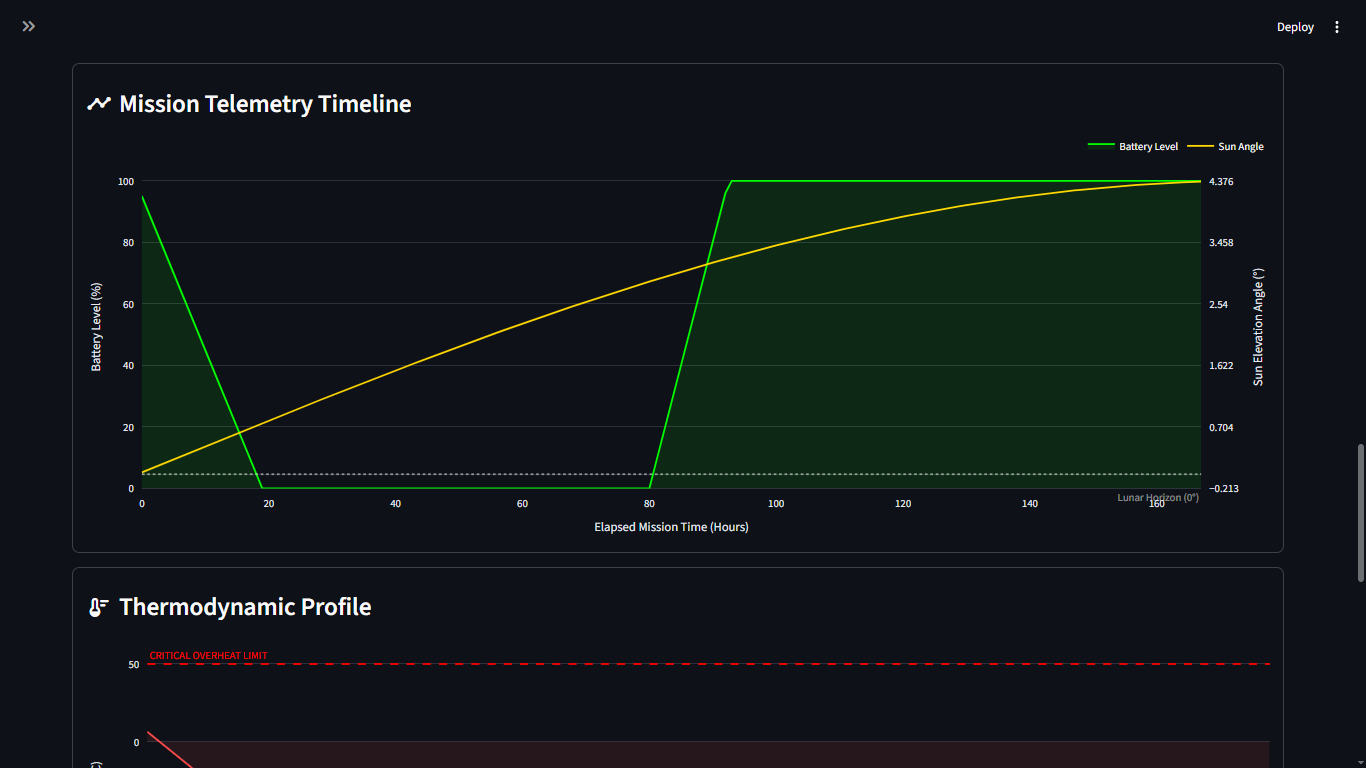 Deploy
Mission Telemetry Timeline
Battery Level Sun Angle
100 4.376
80 3.458
60 2.54
40 1.622
20 0.704
0 −0.213
Battery Level (%)
Sun Elevation Angle (°)
Lunar Horizon (0°)
0 20 40 60 80 100 120 140 160
Elapsed Mission Time (Hours)
Thermodynamic Profile
CRITICAL OVERHEAT LIMIT
50
0
C)